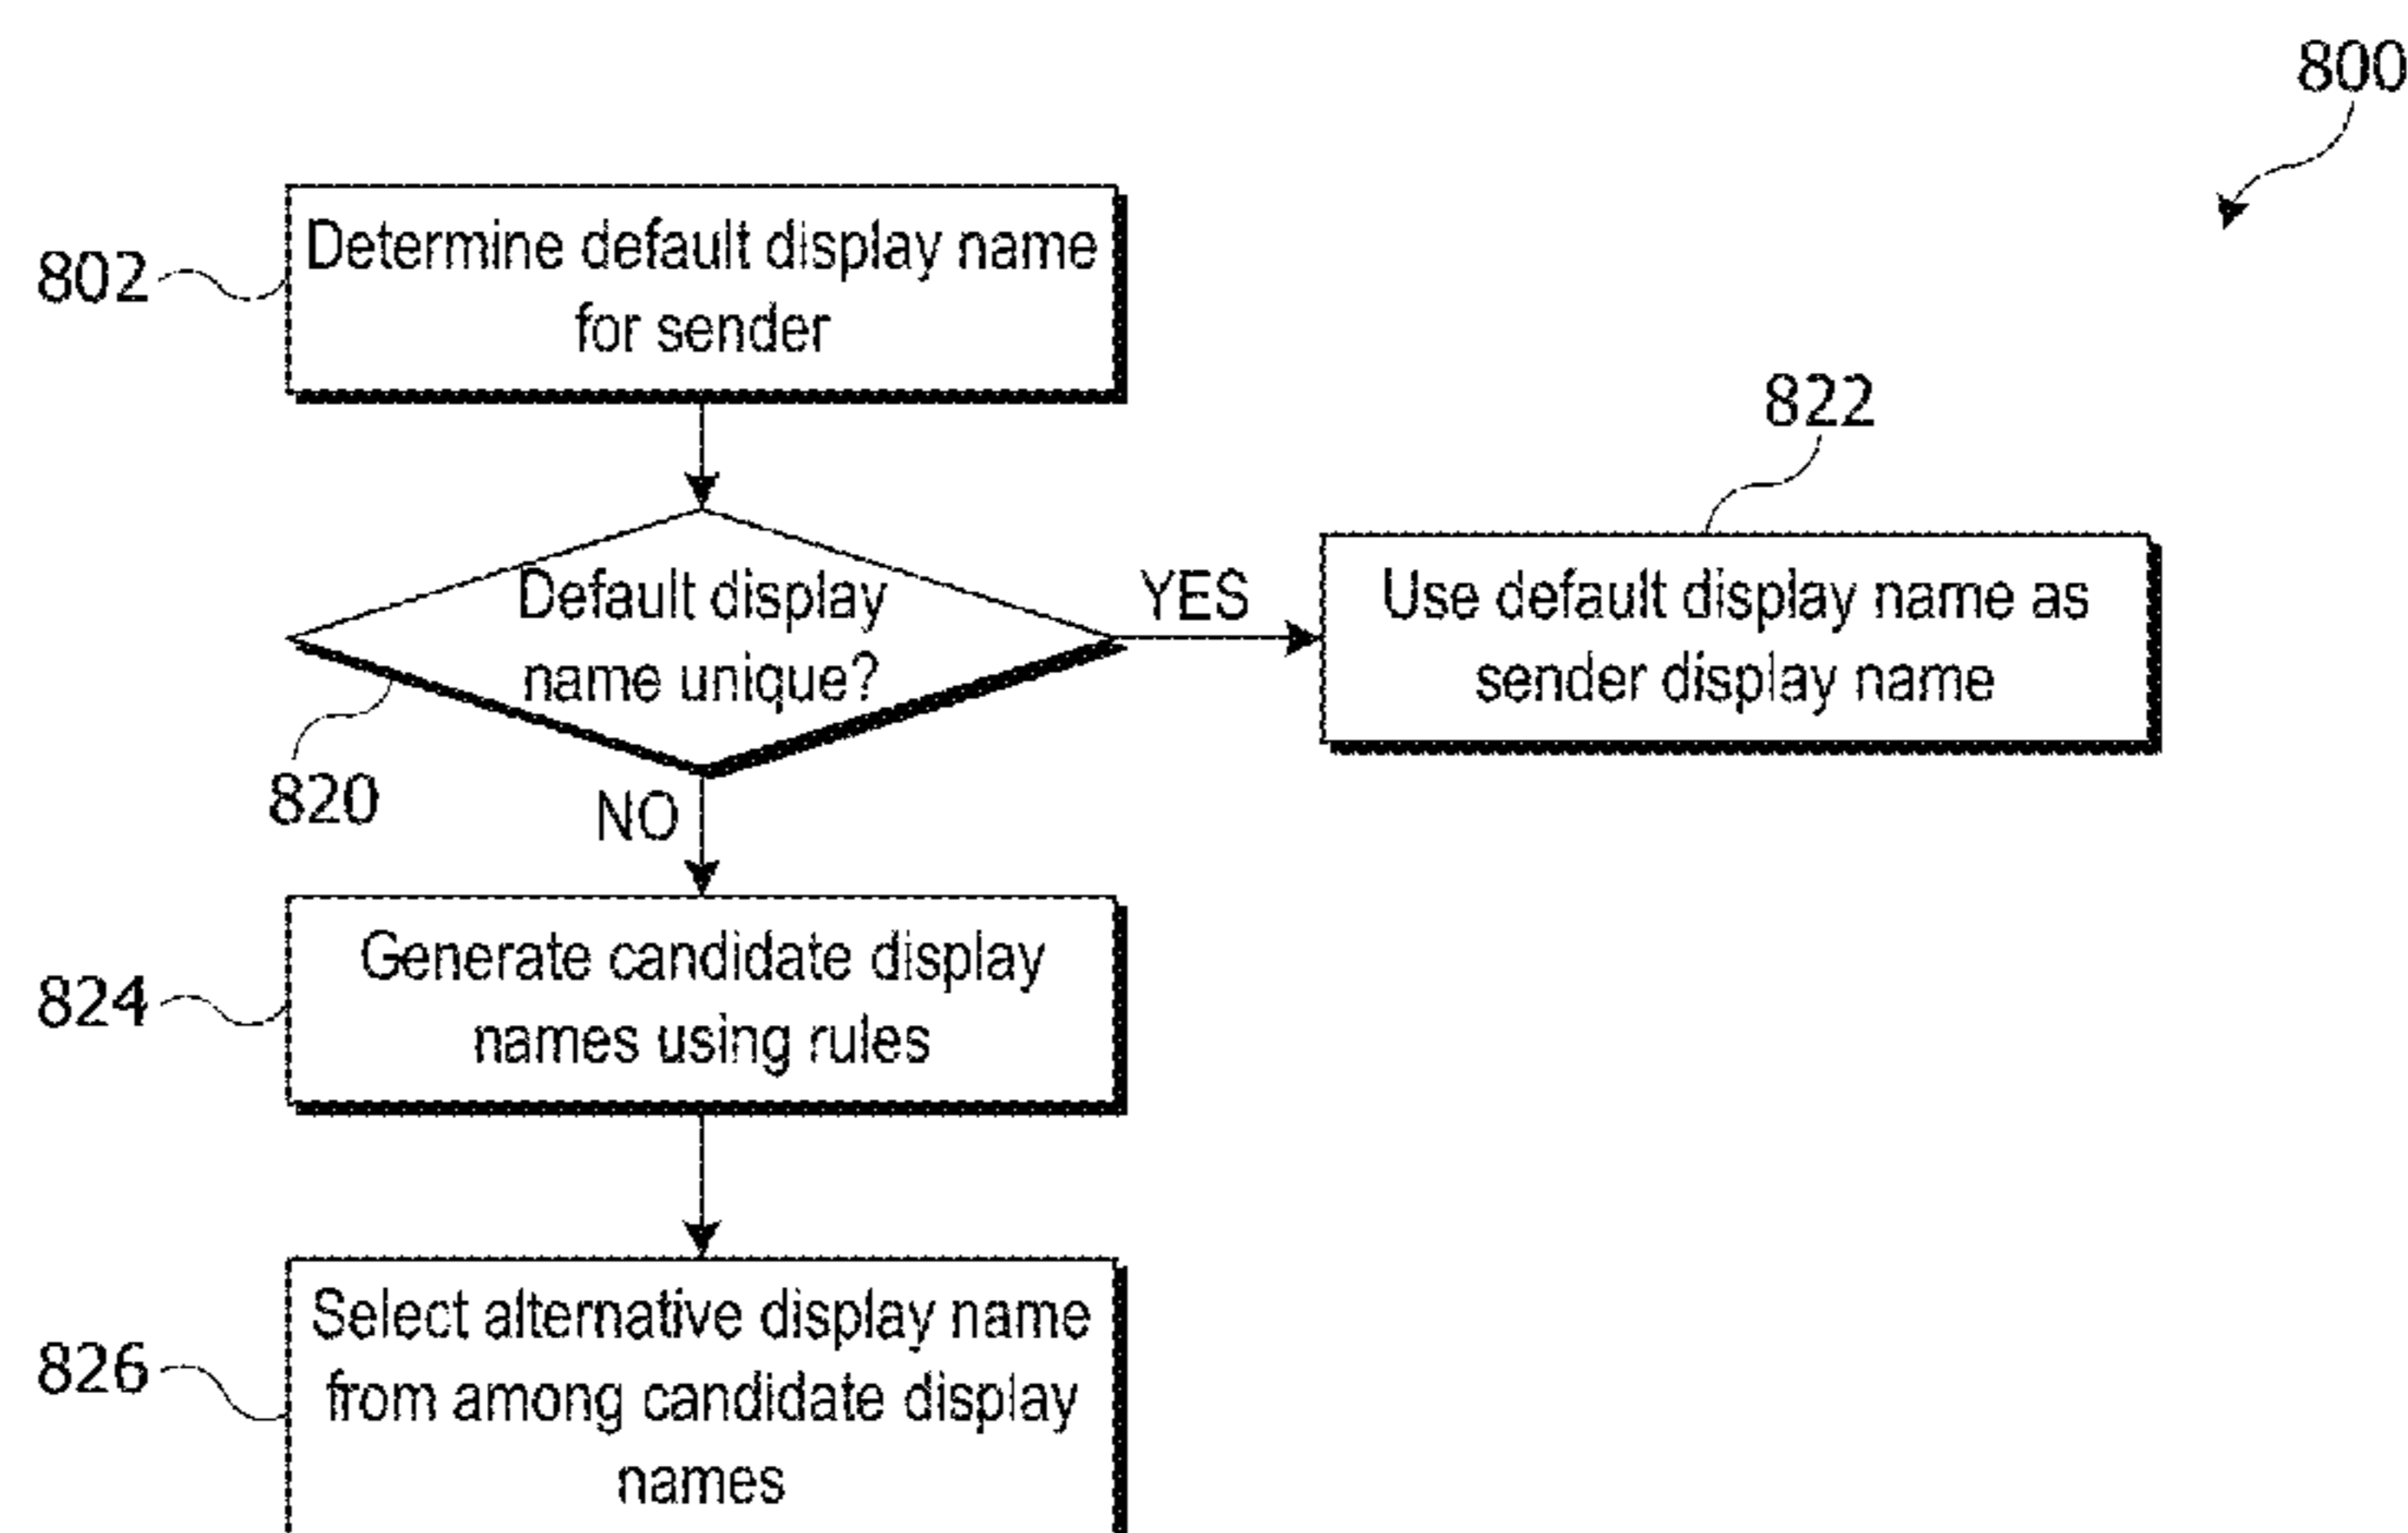 800
802
Determine default display name
for sender
822
Default display
name unique?
YES
Use default display name as
sender display name
820
NO
824
Generate candidate display
names using rules
826
Select alternative display name
from among candidate display
names